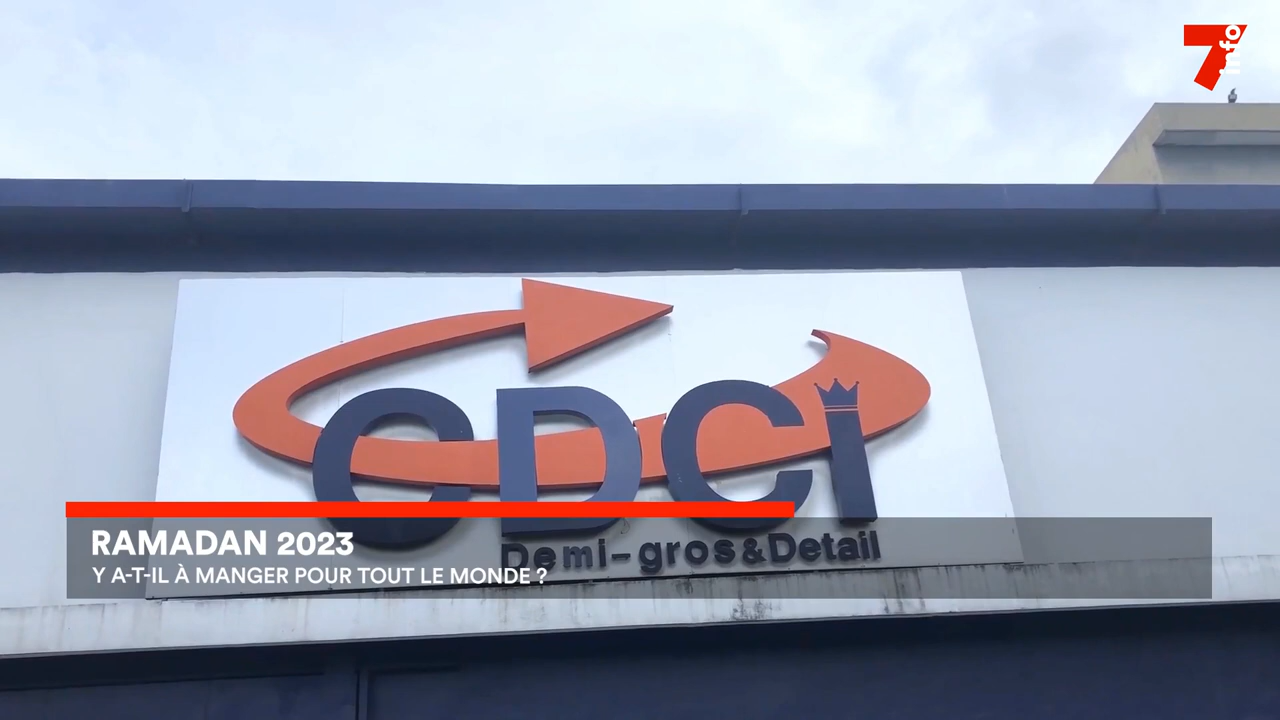 7 info
CDCi
Demi-gros&Detail
RAMADAN 2023
Y A-T-IL À MANGER POUR TOUT LE MONDE ?